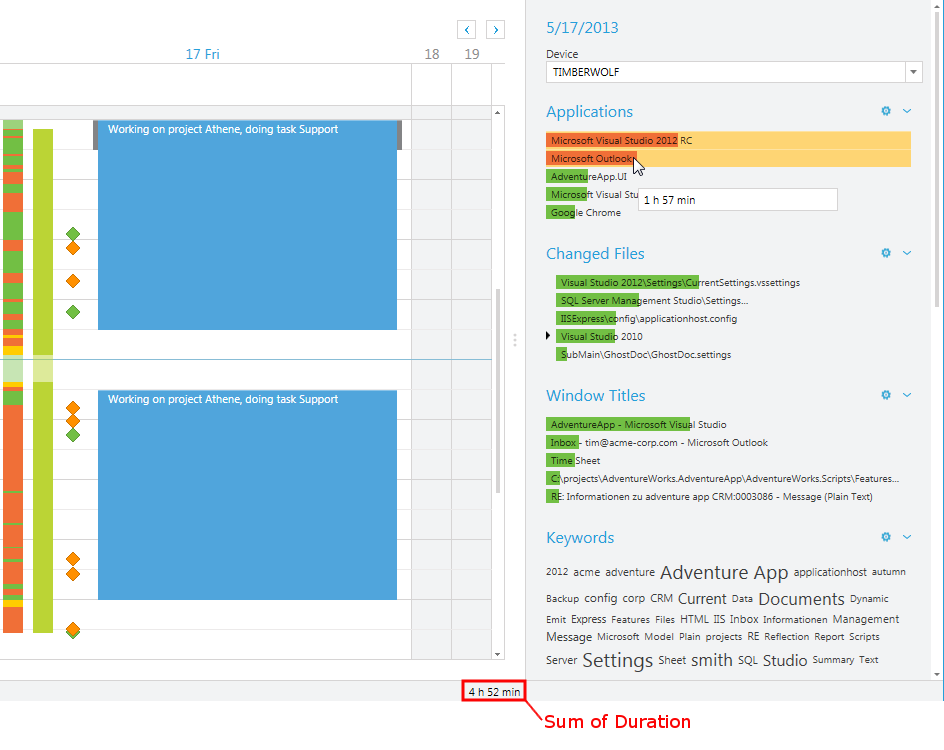 17 Fri
18
19
Working on project Athene, doing task Support
Working on project Athene, doing task Support
4 h 52 min
Sum of Duration
5/17/2013
Device
TIMBERWOLF
Applications
Microsoft Visual Studio 2012 RC
Microsoft Outlook
AdventureApp.UI
Microsoft Visual Stu
1 h 57 min
Google Chrome
Changed Files
Visual Studio 2012\Settings\CurrentSettings.vssettings
SQL Server Management Studio\Settings...
IISExpress\config\applicationhost.config
Visual Studio 2010
SubMain\GhostDoc\GhostDoc.settings
Window Titles
AdventureApp - Microsoft Visual Studio
Inbox - tim@acme-corp.com - Microsoft Outlook
Time Sheet
C:\projects\AdventureWorks.AdventureApp\AdventureWorks.Scripts\Features...
RE: Informationen zu adventure app CRM:0003086 - Message (Plain Text)
Keywords
2012 acme adventure Adventure App applicationhost autumn
Backup config corp CRM Current Data Documents Dynamic
Emit Express Features Files HTML IIS Inbox Informationen Management
Message Microsoft Model Plain projects RE Reflection Report Scripts
Server Settings Sheet smith SQL Studio Summary Text